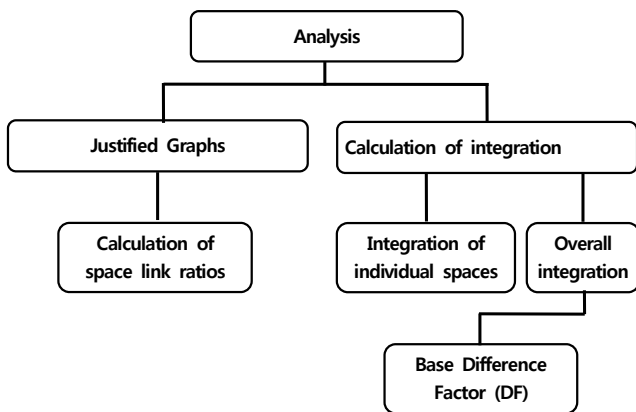 Analysis
Justified Graphs
Calculation of integration
Calculation of
space link ratios
Integration of
individual spaces
Overall
integration
Base Difference
Factor (DF)